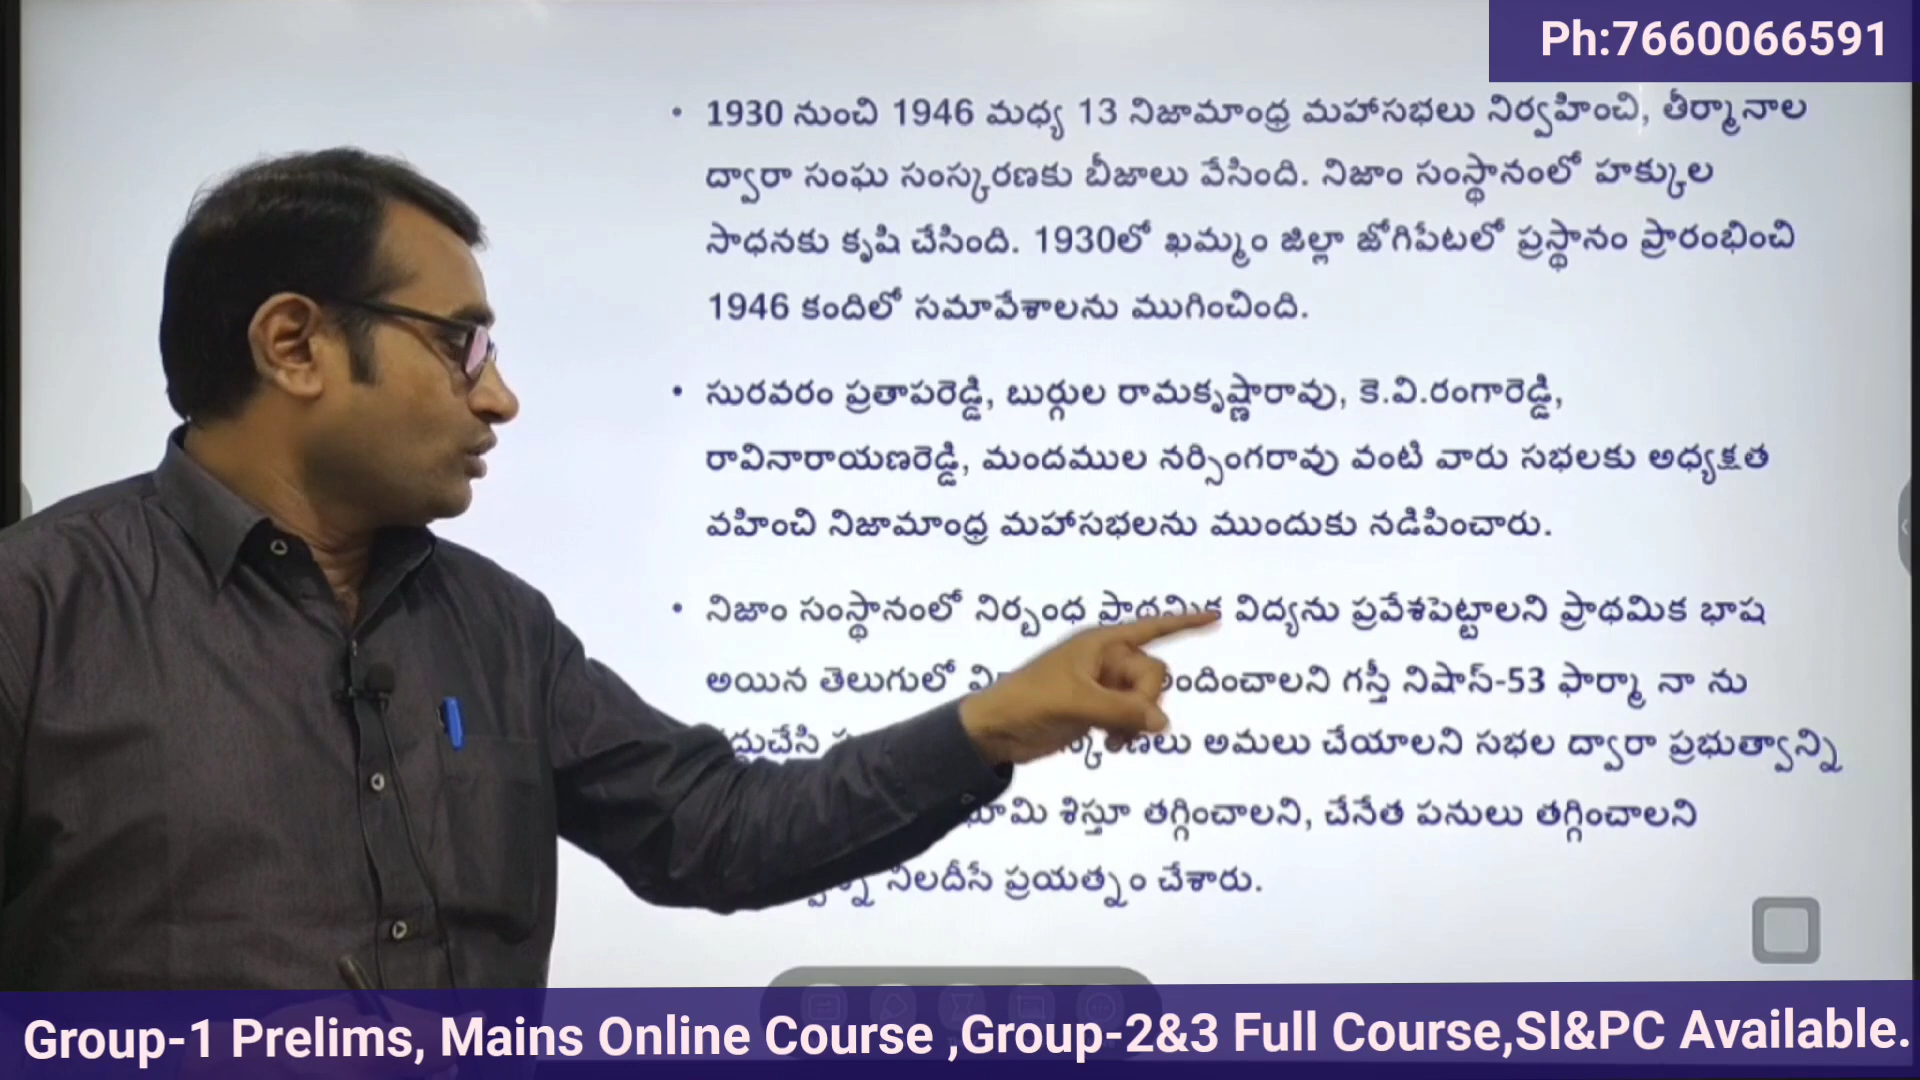 Ph:7660066591
• 1930 నుంచి 1946 మధ్య 13 నిజామాంధ్ర మహాసభలు నిర్వహించి, తీర్మానాల
ద్వారా సంఘ సంస్కరణకు బీజాలు వేసింది. నిజాం సంస్థానంలో హక్కుల
సాధనకు కృషి చేసింది. 1930లో ఖమ్మం జిల్లా జోగిపేటలో ప్రస్థానం ప్రారంభించి
1946 కందిలో సమావేశాలను ముగించింది.
• సురవరం ప్రతాపరెడ్డి, బుర్గుల రామకృష్ణారావు, కె.వి.రంగారెడ్డి,
రావినారాయణరెడ్డి, మందముల నర్సింగరావు వంటి వారు సభలకు అధ్యక్షత
వహించి నిజామాంధ్ర మహాసభలను ముందుకు నడిపించారు.
• నిజాం సంస్థానంలో నిర్బంధ ప్రాథమిక విద్యను ప్రవేశపెట్టాలని ప్రాథమిక భాష
అయిన తెలుగులో అందించాలని గస్తీ నిషాన్-53 ఫార్మా నా ను
అమలు చేయాలని సభల ద్వారా ప్రభుత్వాన్ని
శిస్తూ తగ్గించాలని, చేనేత పనులు తగ్గించాలని
నిలదీసే ప్రయత్నం చేశారు.
Group-1 Prelims, Mains Online Course ,Group-2&3 Full Course,SI&PC Available.